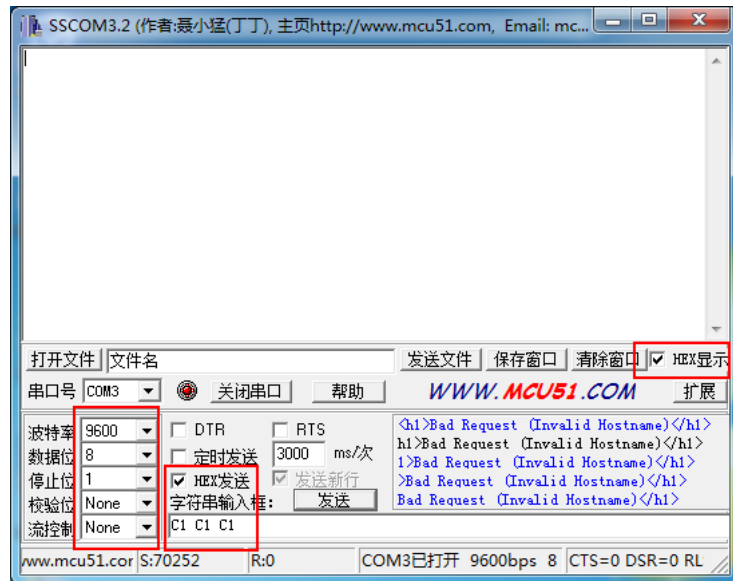 SSCOM3.2 (作者:聂小猛(丁丁), 主页http://www.mcu51.com, Email: mc...
打开文件 文件名 发送文件 保存窗口 清除窗口 HEX显示
串口号 COM3 关闭串口 帮助 WWW.MCU51.COM 扩展
波特率 9600 DTR RTS
数据位 8 定时发送 3000 ms/次
停止位 1 HEX发送 发送新行
校验位 None 字符串输入框: 发送
流控制 None C1 C1 C1
<h1>Bad Request (Invalid Hostname)</h1>
h1>Bad Request (Invalid Hostname)</h1>
1>Bad Request (Invalid Hostname)</h1>
>Bad Request (Invalid Hostname)</h1>
Bad Request (Invalid Hostname)</h1>
www.mcu51.cor S:70252 R:0 COM3已打开 9600bps 8 CTS=0 DSR=0 RL